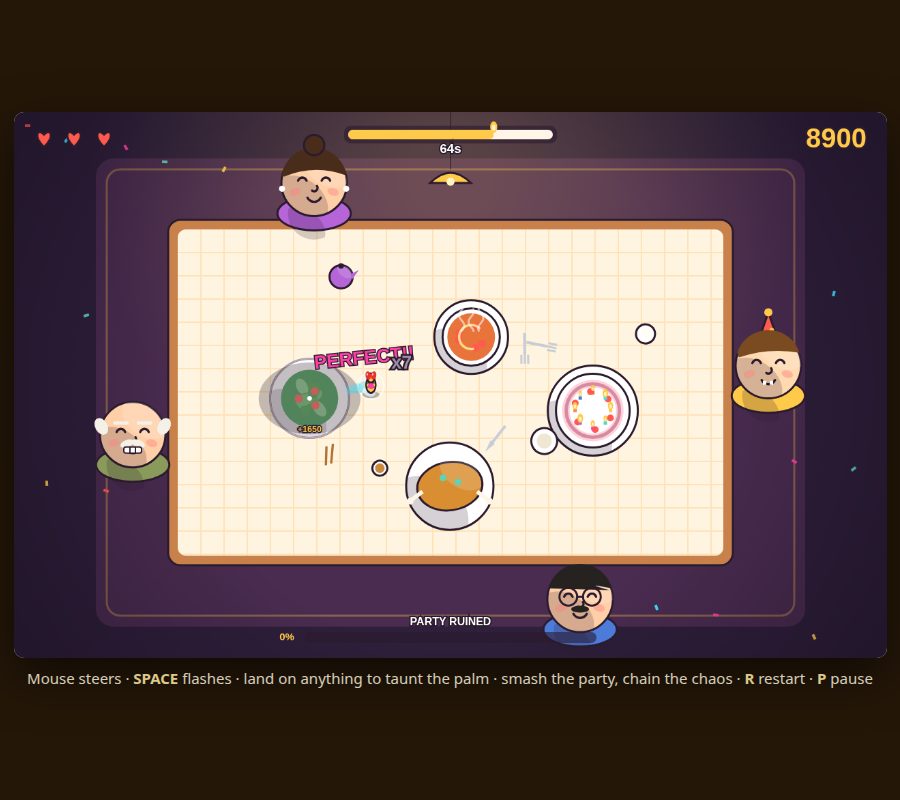 8900
64s
PERFECT!!
x7
+1650
PARTY RUINED
0%
Mouse steers · SPACE flashes · land on anything to taunt the palm · smash the party, chain the chaos · R restart · P pause